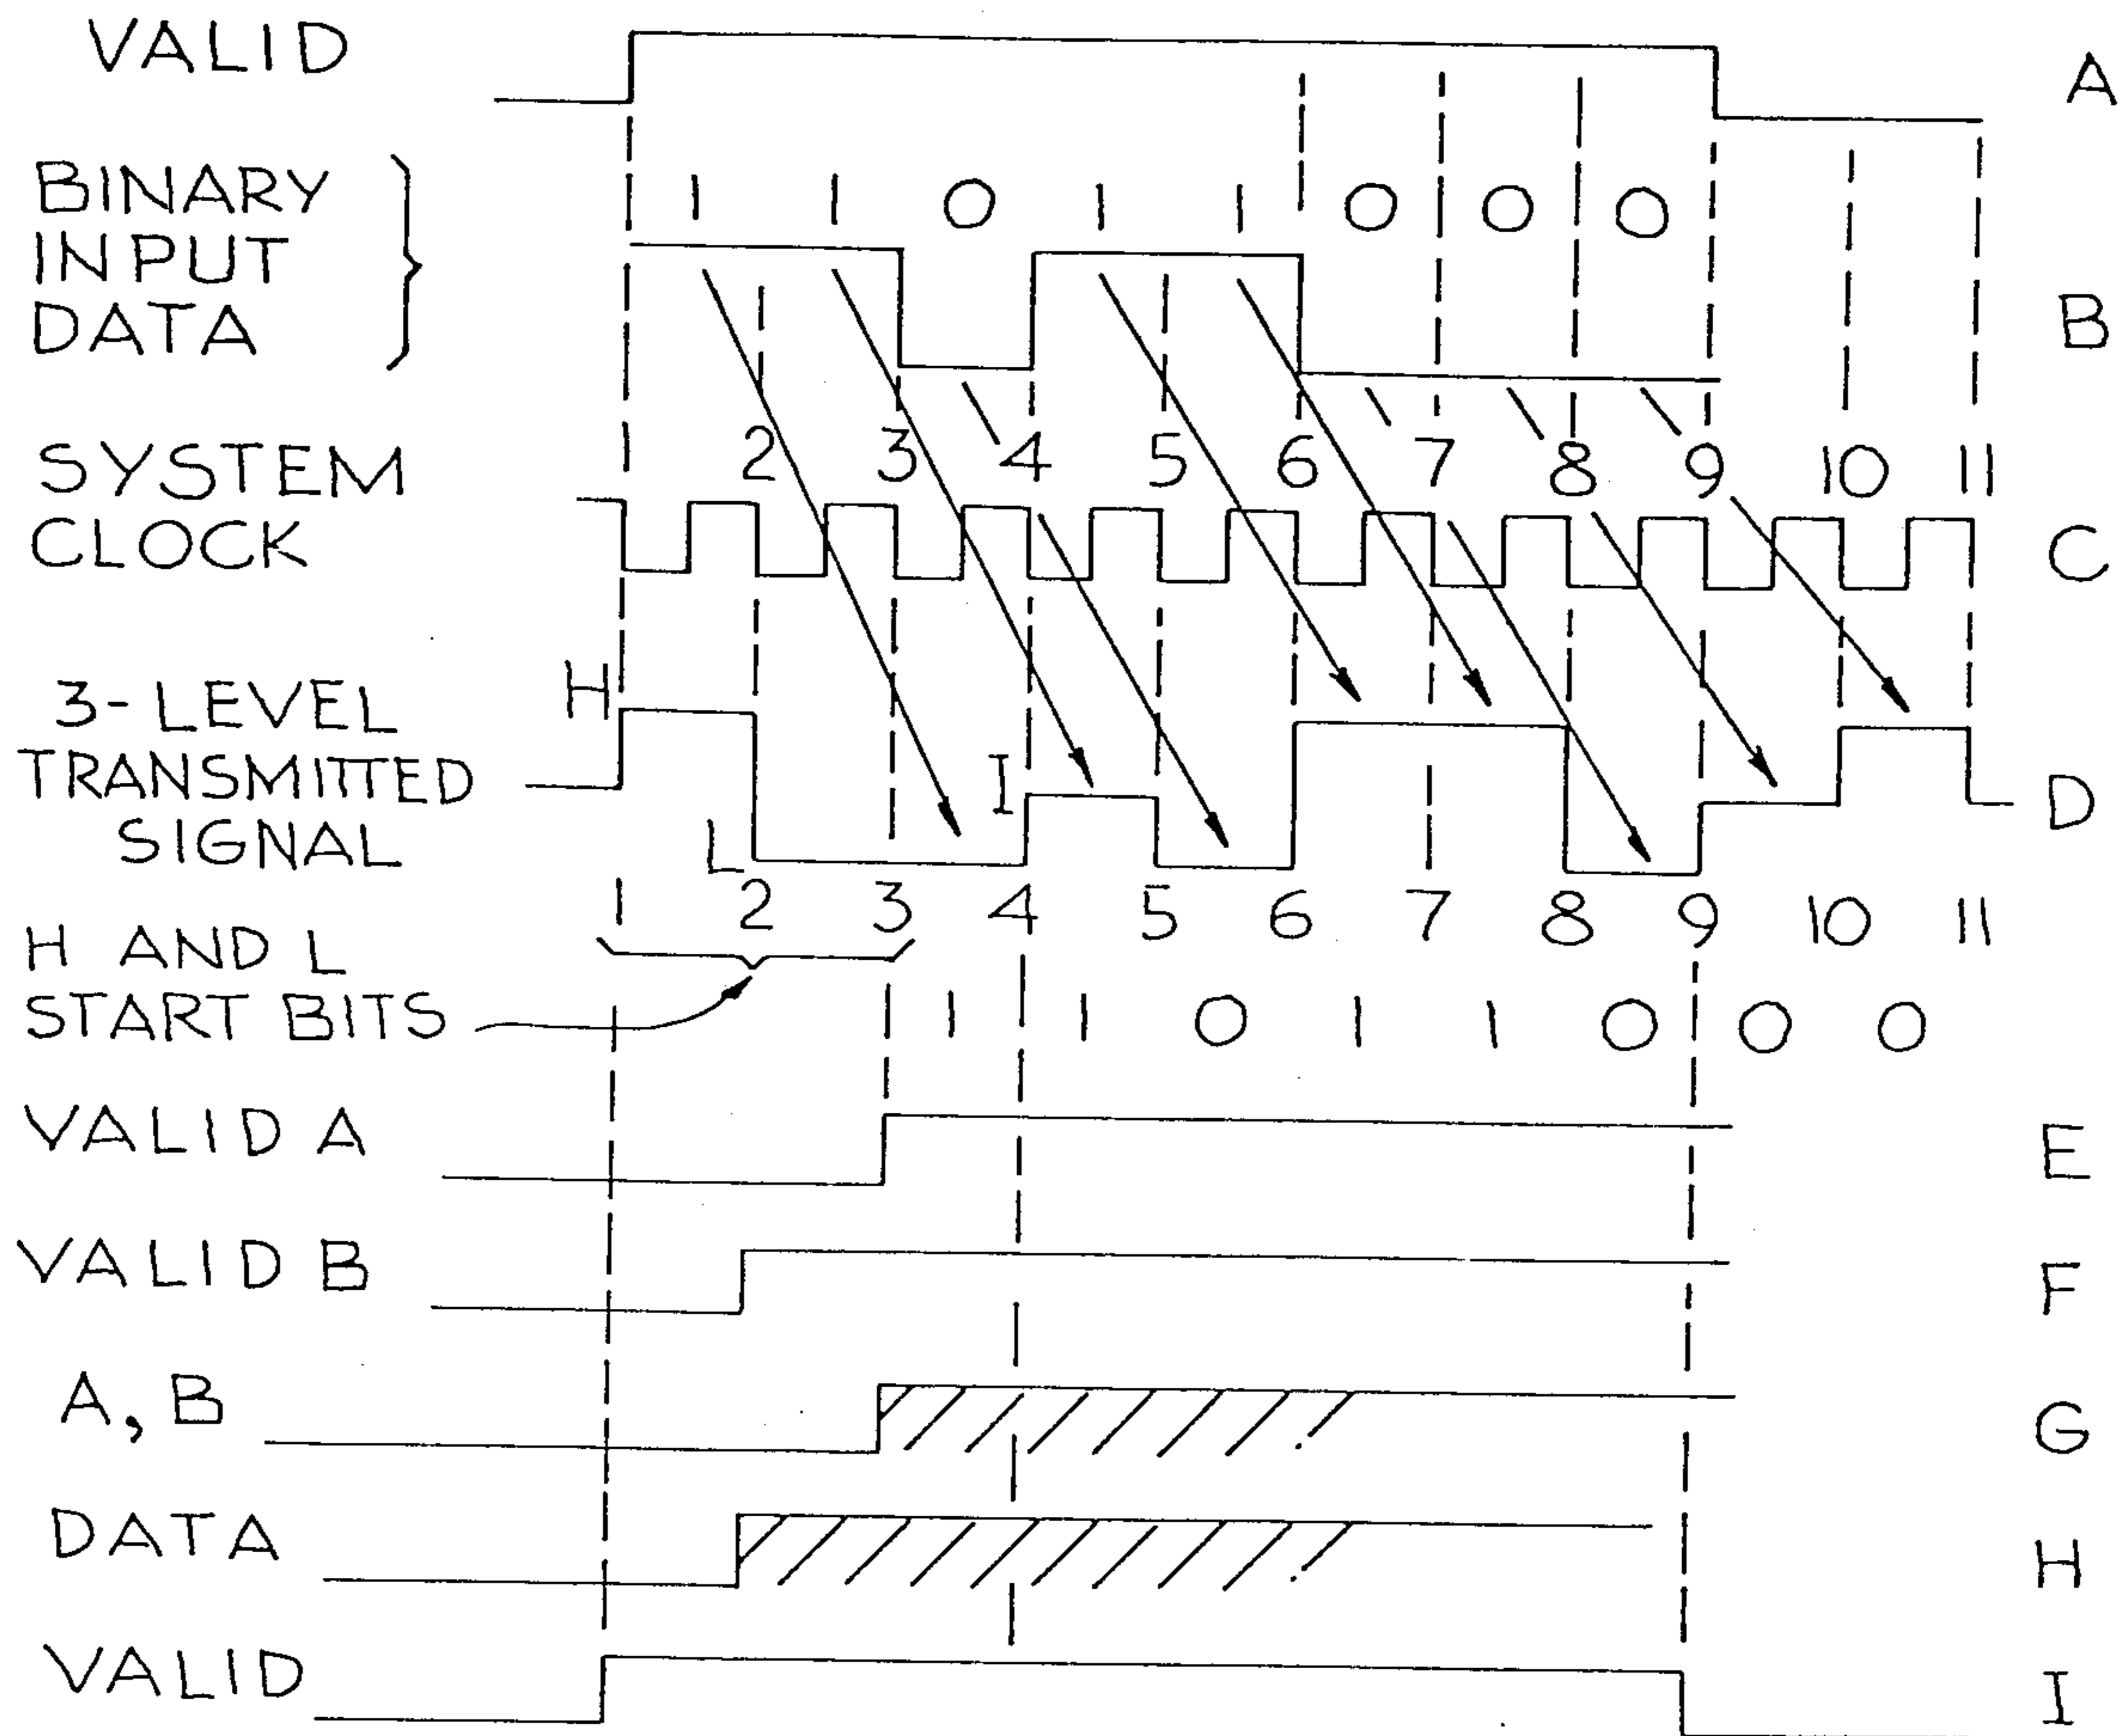 VALID A
BINARY INPUT DATA 1 1 0 1 1 0 0 0 B
SYSTEM CLOCK 2 3 4 5 6 7 8 9 10 11 C
3-LEVEL TRANSMITTED SIGNAL H L I D
1 2 3 4 5 6 7 8 9 10 11
H AND L START BITS 1 1 0 1 1 0 0 0
VALID A E
VALID B F
A, B G
DATA H
VALID I